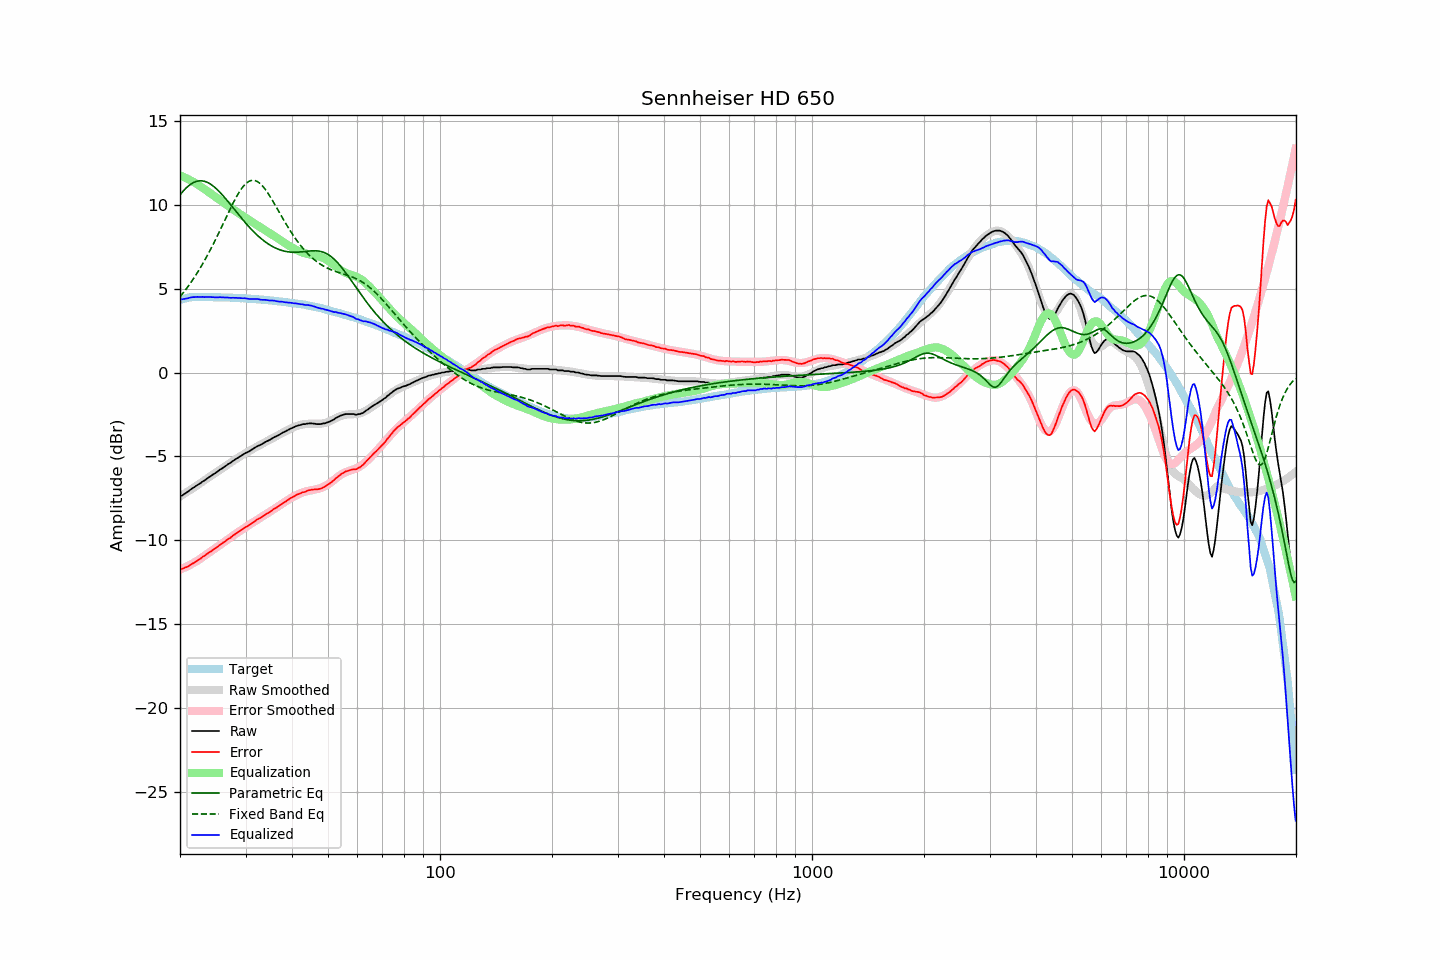 Sennheiser HD 650
15
10
5
0
−5
−10
−15
−20
−25
Amplitude (dBr)
Target
Raw Smoothed
Error Smoothed
Raw
Error
Equalization
Parametric Eq
Fixed Band Eq
Equalized
100
1000
10000
Frequency (Hz)